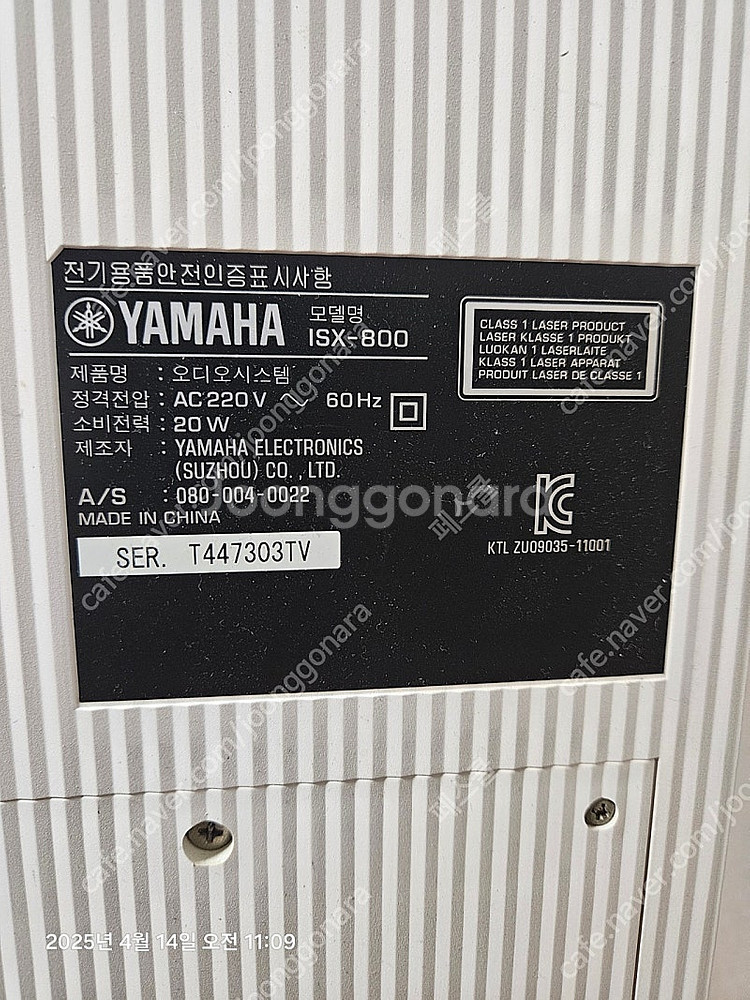 전기용품안전인증표시사항
YAMAHA 모델명
ISX-800
제품명 : 오디오시스템
정격전압 : AC 220 V ~ 60 Hz
소비전력 : 20 W
제조자 : YAMAHA ELECTRONICS
(SUZHOU) CO., LTD.
A/S : 080-004-0022
MADE IN CHINA
SER. T447303TV
CLASS 1 LASER PRODUCT
LASER KLASSE 1 PRODUKT
LUOKAN 1 LASERLAITE
KLASS 1 LASER APPARAT
PRODUIT LASER DE CLASSE 1
KTL ZU09035-11001
joonggonara
페스룰
cafe.naver.com/joonggonara
2025년 4월 14일 오전 11:09